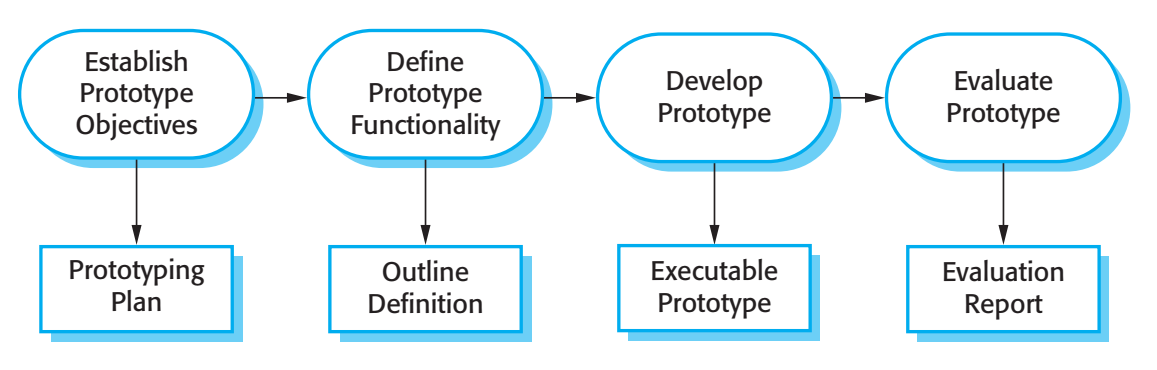 Establish
Prototype
Objectives
Define
Prototype
Functionality
Develop
Prototype
Evaluate
Prototype
Prototyping
Plan
Outline
Definition
Executable
Prototype
Evaluation
Report